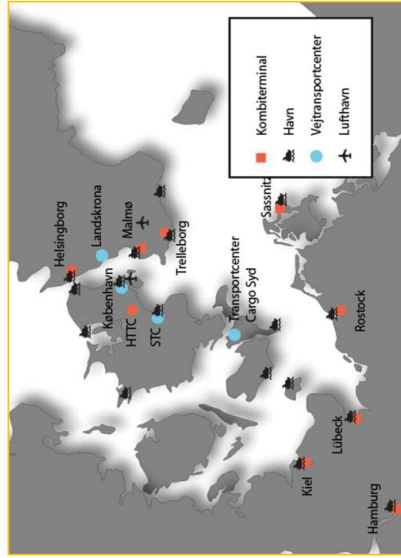 Helsingborg
Landskrona
København
Malmø
HTTC
STC
Trelleborg
Transportcenter
Cargo Syd
Sassnitz
Rostock
Lübeck
Kiel
Hamburg
Kombiterminal
Havn
Vejtransportcenter
Lufthavn